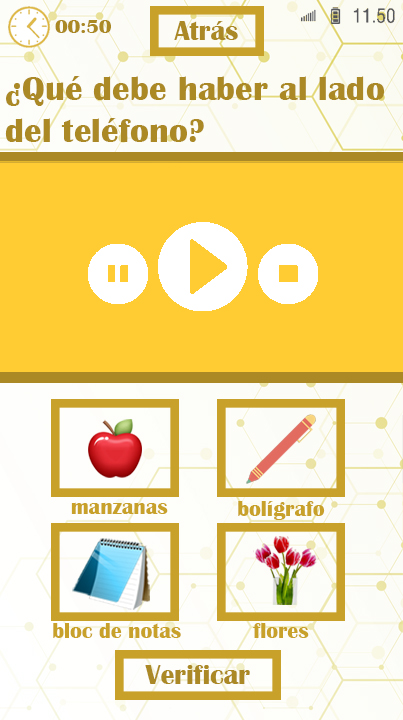 00:50
Atrás
11.50
¿Qué debe haber al lado
del teléfono?
manzanas
bolígrafo
bloc de notas
flores
Verificar